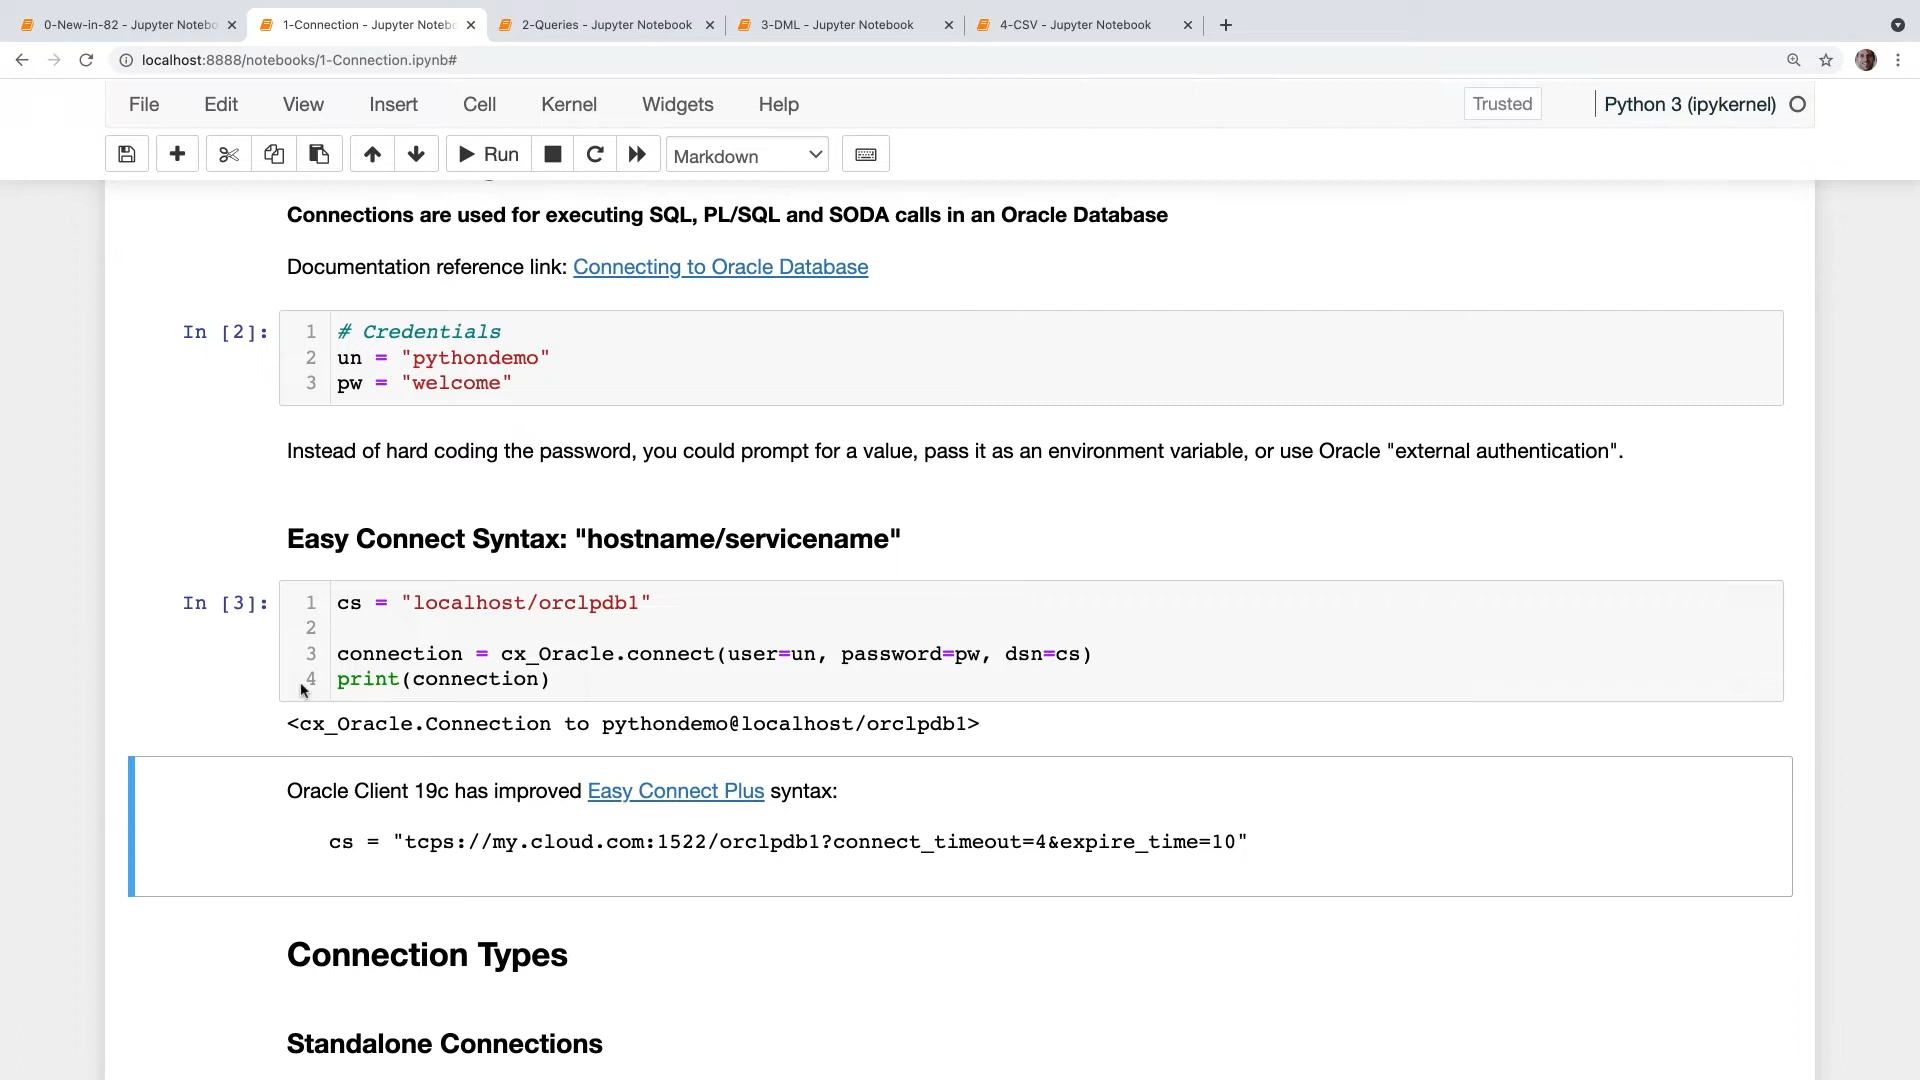 0-New-in-82 - Jupyter Notebo
1-Connection - Jupyter Notebo
2-Queries - Jupyter Notebook
3-DML - Jupyter Notebook
4-CSV - Jupyter Notebook
localhost:8888/notebooks/1-Connection.ipynb#
File Edit View Insert Cell Kernel Widgets Help Trusted Python 3 (ipykernel)
Run Markdown
Connections are used for executing SQL, PL/SQL and SODA calls in an Oracle Database
Documentation reference link: Connecting to Oracle Database
In [2]: 1 # Credentials
2 un = "pythondemo"
3 pw = "welcome"
Instead of hard coding the password, you could prompt for a value, pass it as an environment variable, or use Oracle "external authentication".
Easy Connect Syntax: "hostname/servicename"
In [3]: 1 cs = "localhost/orclpdb1"
2
3 connection = cx_Oracle.connect(user=un, password=pw, dsn=cs)
4 print(connection)
<cx_Oracle.Connection to pythondemo@localhost/orclpdb1>
Oracle Client 19c has improved Easy Connect Plus syntax:
cs = "tcps://my.cloud.com:1522/orclpdb1?connect_timeout=4&expire_time=10"
Connection Types
Standalone Connections